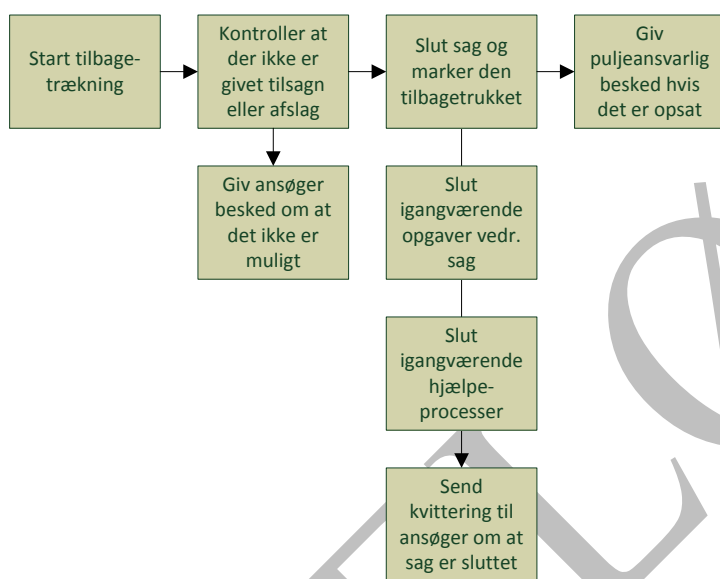 Start tilbage-
trækning
Kontroller at
der ikke er
givet tilsagn
eller afslag
Slut sag og
marker den
tilbagetrukket
Giv
puljeansvarlig
besked hvis
det er opsat
Giv ansøger
besked om at
det ikke er
muligt
Slut
igangværende
opgaver vedr.
sag
Slut
igangværende
hjælpe-
processer
Send
kvittering til
ansøger om at
sag er sluttet